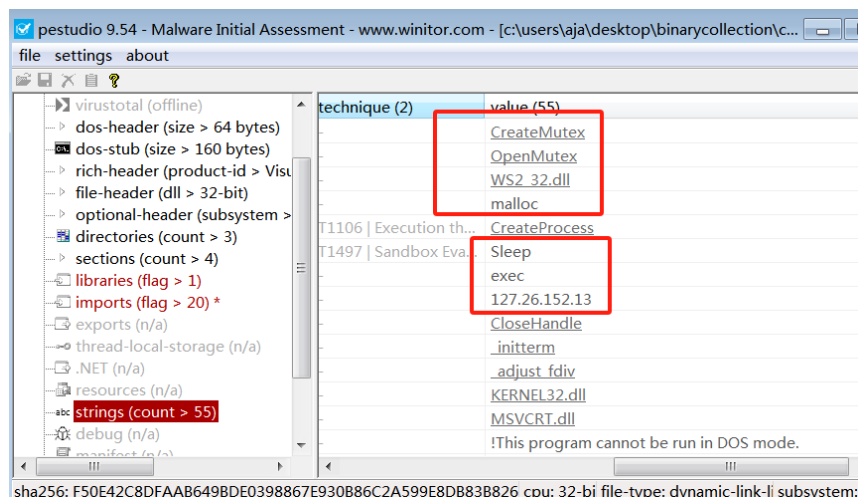 pestudio 9.54 - Malware Initial Assessment - www.winitor.com - [c:\users\aja\desktop\binarycollection\c...
file settings about
virustotal (offline)
dos-header (size > 64 bytes)
dos-stub (size > 160 bytes)
rich-header (product-id > Visu
file-header (dll > 32-bit)
optional-header (subsystem >
directories (count > 3)
sections (count > 4)
libraries (flag > 1)
imports (flag > 20) *
exports (n/a)
thread-local-storage (n/a)
.NET (n/a)
resources (n/a)
abc strings (count > 55)
debug (n/a)
manifest (n/a)
technique (2) value (55)
- CreateMutex
- OpenMutex
- WS2_32.dll
- malloc
T1106 | Execution th... CreateProcess
T1497 | Sandbox Eva... Sleep
- exec
- 127.26.152.13
- CloseHandle
- _initterm
- _adjust_fdiv
- KERNEL32.dll
- MSVCRT.dll
- !This program cannot be run in DOS mode.
sha256: F50E42C8DFAAB649BDE0398867E930B86C2A599E8DB83B826 cpu: 32-bi file-type: dynamic-link-li subsystem: